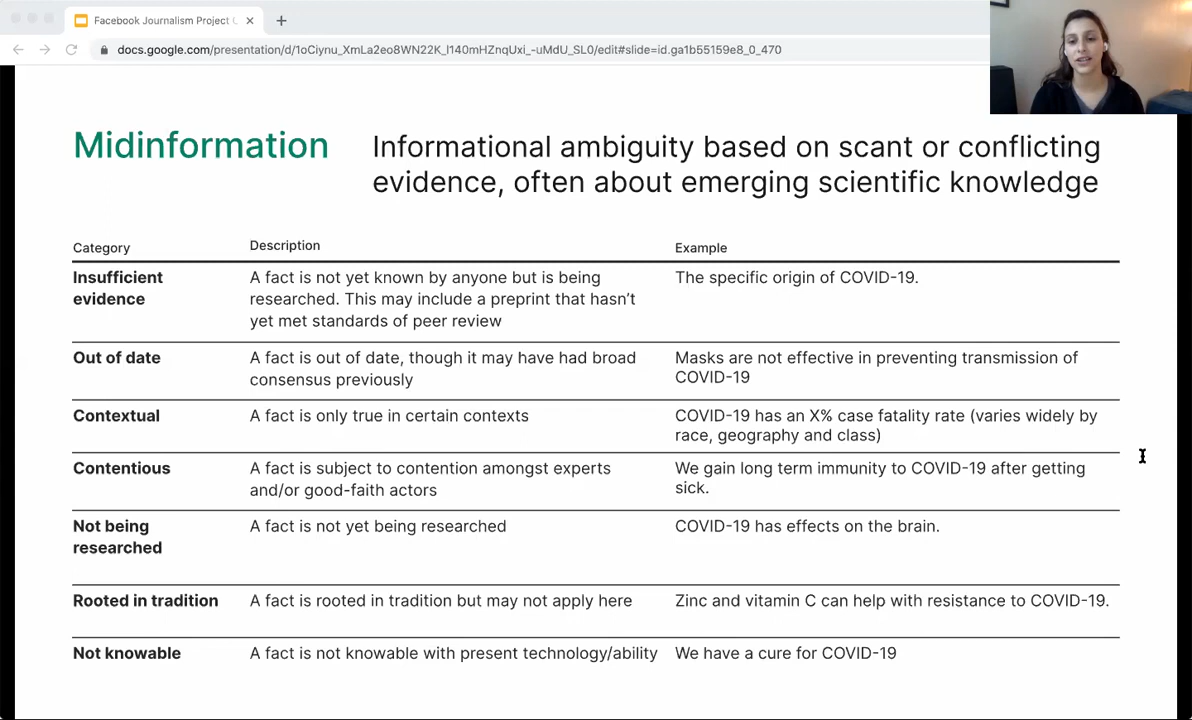 Facebook Journalism Project
docs.google.com/presentation/d/1oCiynu_XmLa2eo8WN22K_l140mHZnqUxi_-uMdU_SL0/edit#slide=id.ga1b55159e8_0_470
Midinformation
Informational ambiguity based on scant or conflicting
evidence, often about emerging scientific knowledge
Category Description Example
Insufficient
evidence
A fact is not yet known by anyone but is being
researched. This may include a preprint that hasn't
yet met standards of peer review
The specific origin of COVID-19.
Out of date
A fact is out of date, though it may have had broad
consensus previously
Masks are not effective in preventing transmission of
COVID-19
Contextual
A fact is only true in certain contexts
COVID-19 has an X% case fatality rate (varies widely by
race, geography and class)
Contentious
A fact is subject to contention amongst experts
and/or good-faith actors
We gain long term immunity to COVID-19 after getting
sick.
Not being
researched
A fact is not yet being researched
COVID-19 has effects on the brain.
Rooted in tradition
A fact is rooted in tradition but may not apply here
Zinc and vitamin C can help with resistance to COVID-19.
Not knowable
A fact is not knowable with present technology/ability
We have a cure for COVID-19